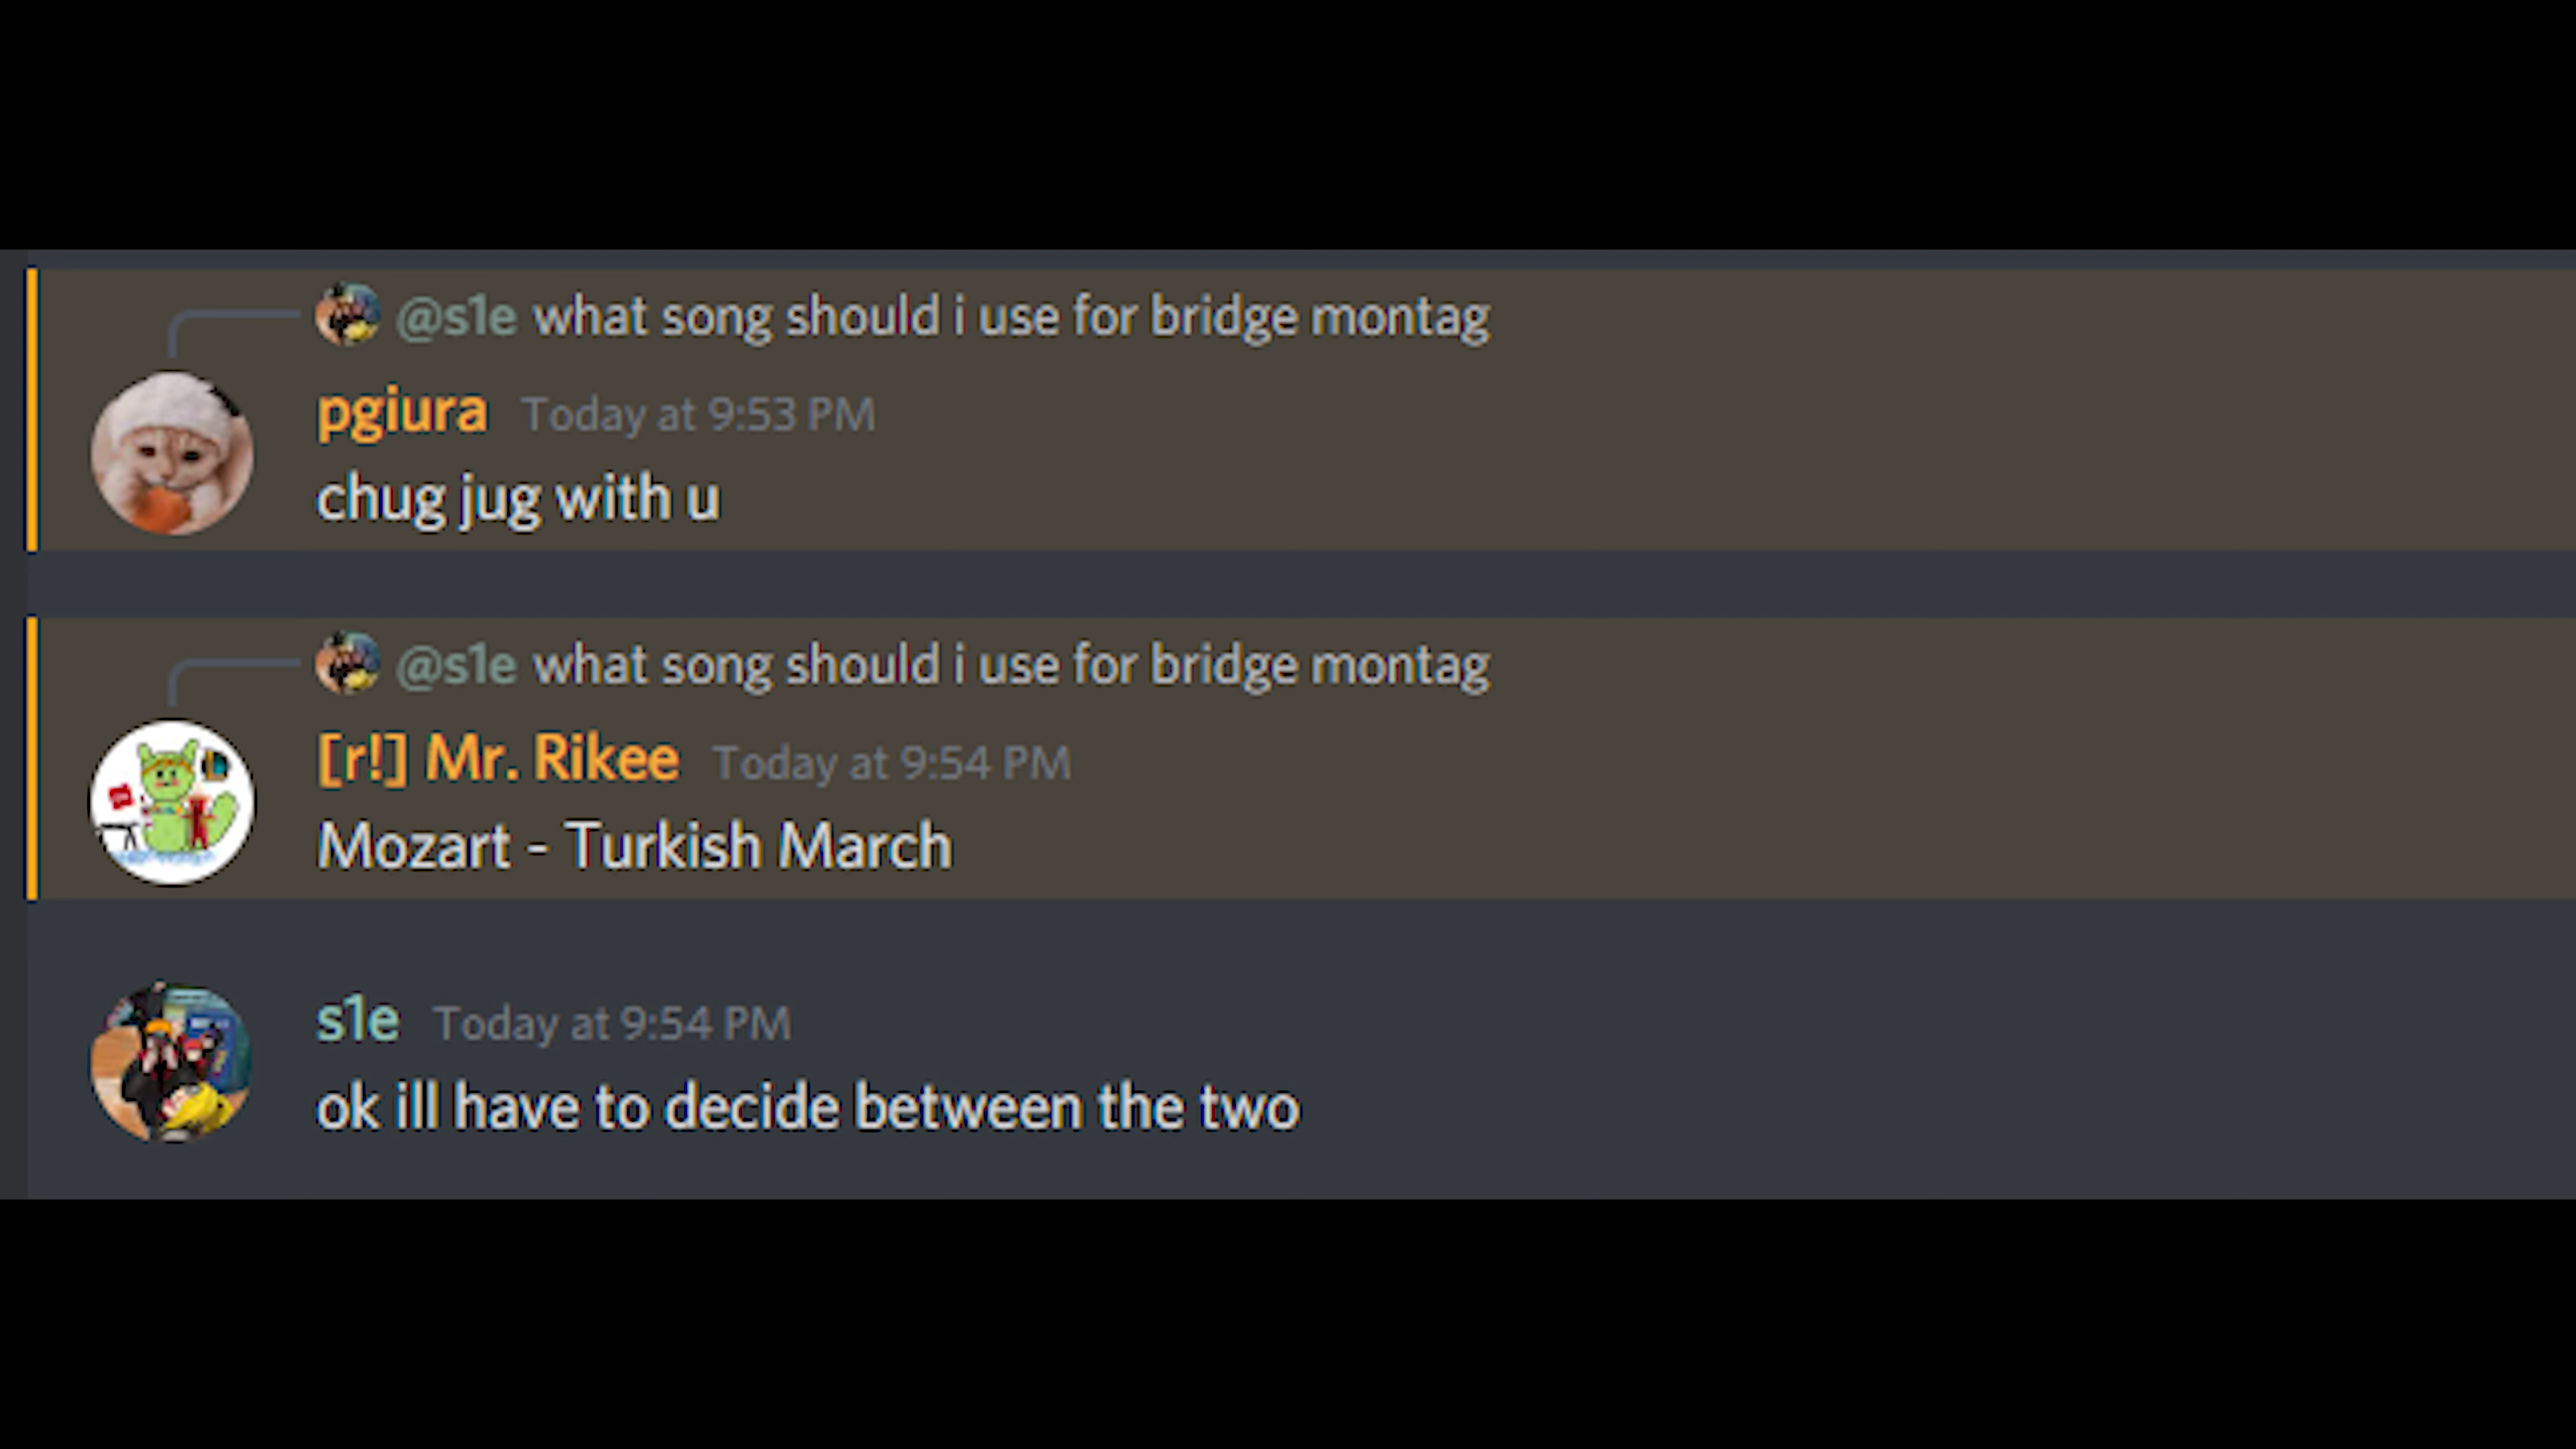 @s1e what song should i use for bridge montag
pgiura Today at 9:53 PM
chug jug with u
@s1e what song should i use for bridge montag
[r!] Mr. Rikee Today at 9:54 PM
Mozart - Turkish March
s1e Today at 9:54 PM
ok ill have to decide between the two